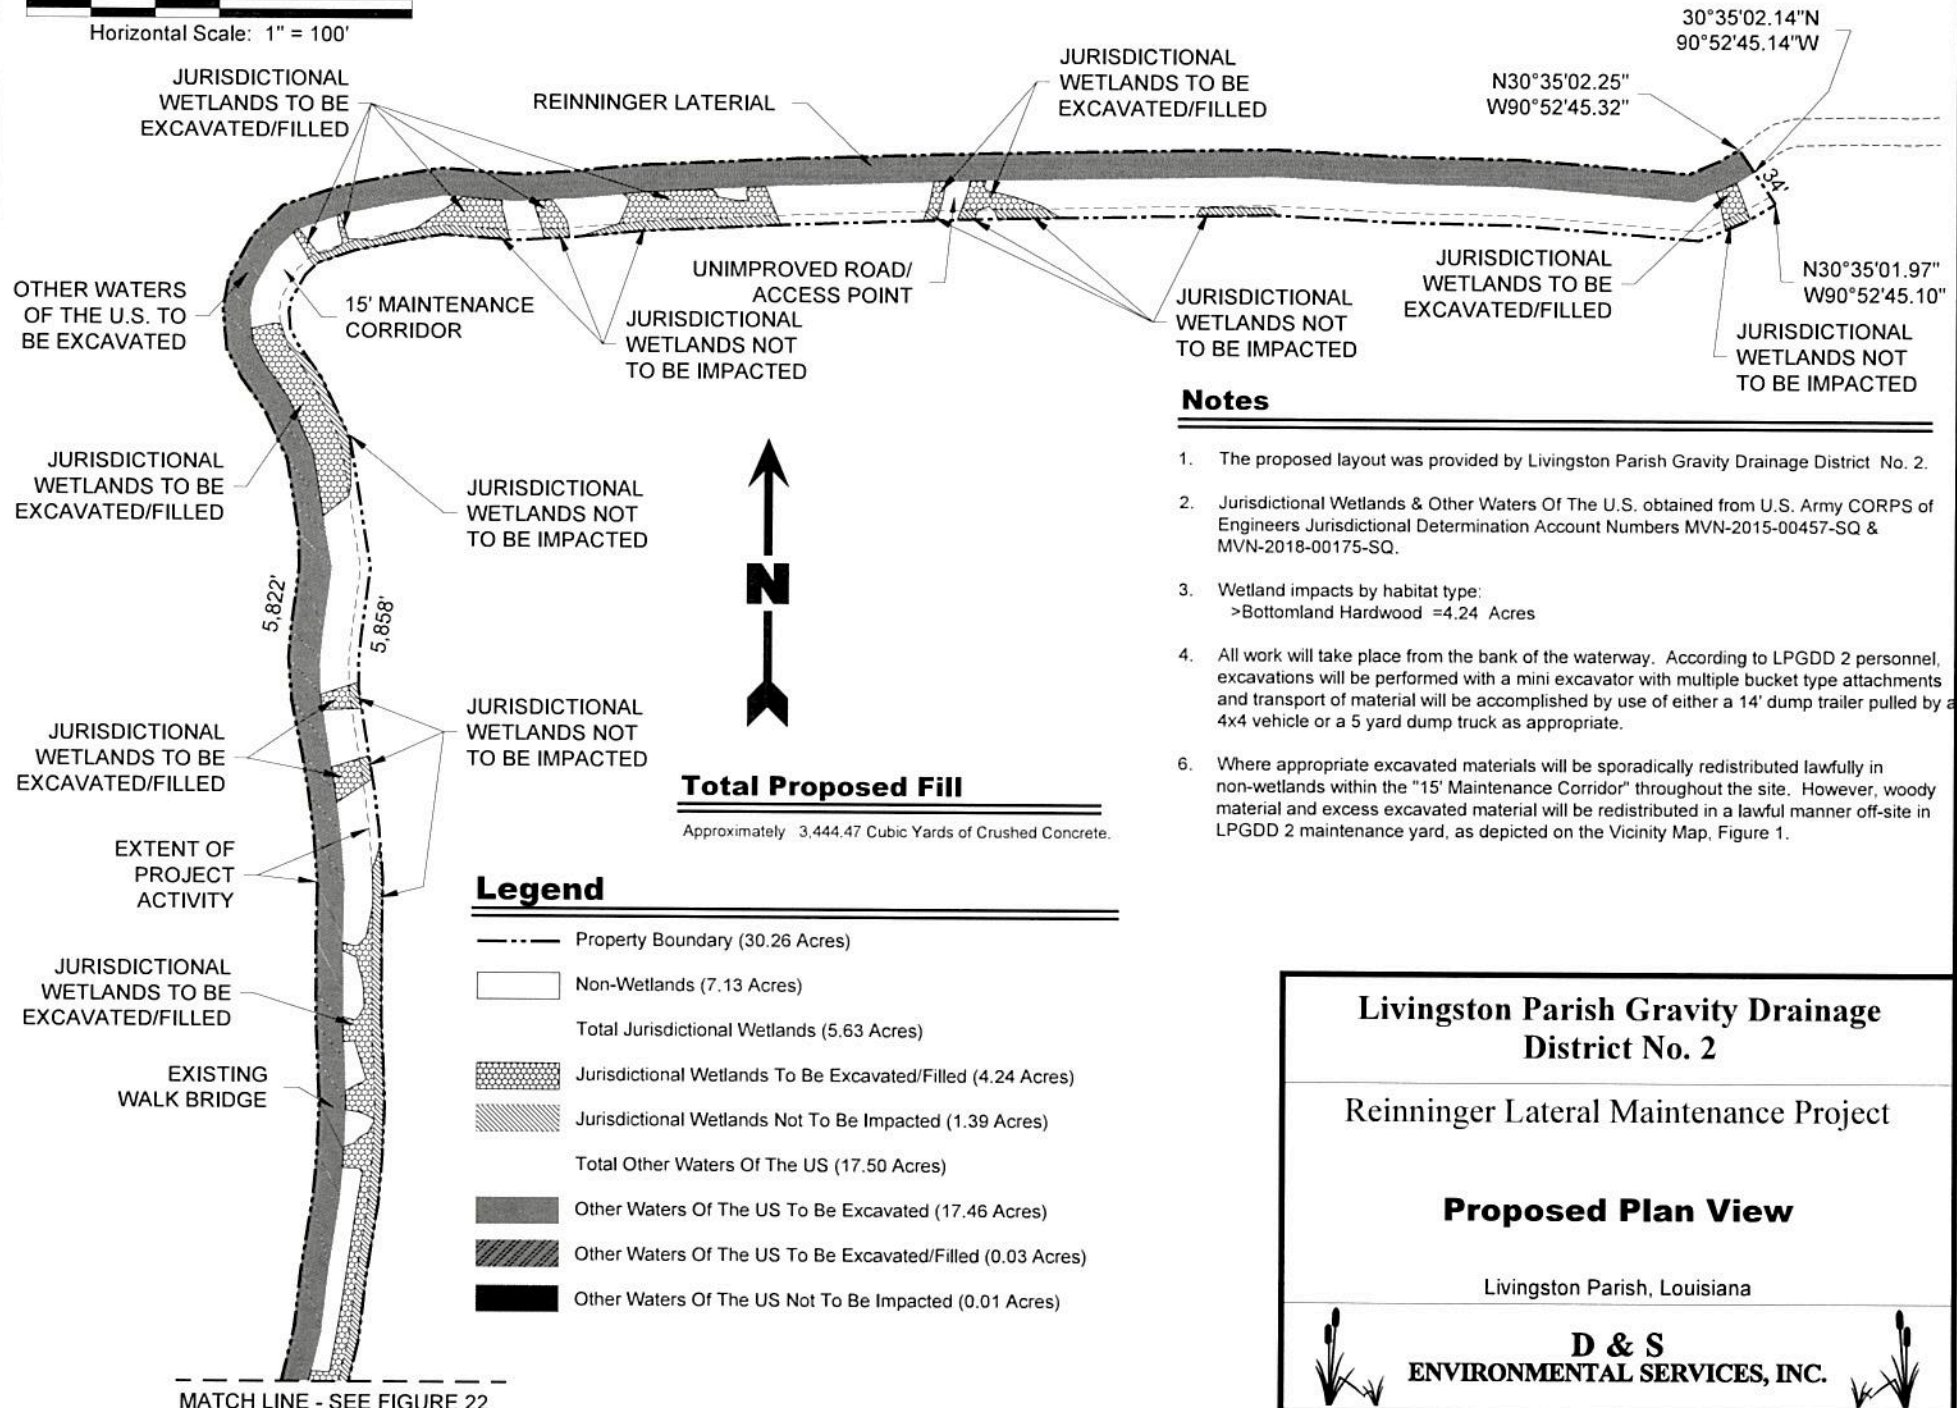 Horizontal Scale: 1" = 100'
JURISDICTIONAL
WETLANDS TO BE
EXCAVATED/FILLED
REINNINGER LATERIAL
JURISDICTIONAL
WETLANDS TO BE
EXCAVATED/FILLED
30°35'02.14"N
90°52'45.14"W
N30°35'02.25"
W90°52'45.32"
34'
OTHER WATERS
OF THE U.S. TO
BE EXCAVATED
15' MAINTENANCE
CORRIDOR
JURISDICTIONAL
WETLANDS NOT
TO BE IMPACTED
UNIMPROVED ROAD/
ACCESS POINT
JURISDICTIONAL
WETLANDS NOT
TO BE IMPACTED
JURISDICTIONAL
WETLANDS TO BE
EXCAVATED/FILLED
N30°35'01.97"
W90°52'45.10"
JURISDICTIONAL
WETLANDS NOT
TO BE IMPACTED
JURISDICTIONAL
WETLANDS TO BE
EXCAVATED/FILLED
JURISDICTIONAL
WETLANDS NOT
TO BE IMPACTED
5,822'
5,858'
N
JURISDICTIONAL
WETLANDS TO BE
EXCAVATED/FILLED
JURISDICTIONAL
WETLANDS NOT
TO BE IMPACTED
EXTENT OF
PROJECT
ACTIVITY
JURISDICTIONAL
WETLANDS TO BE
EXCAVATED/FILLED
EXISTING
WALK BRIDGE
MATCH LINE - SEE FIGURE 22
Notes
1. The proposed layout was provided by Livingston Parish Gravity Drainage District No. 2.
2. Jurisdictional Wetlands & Other Waters Of The U.S. obtained from U.S. Army CORPS of
Engineers Jurisdictional Determination Account Numbers MVN-2015-00457-SQ &
MVN-2018-00175-SQ.
3. Wetland impacts by habitat type:
>Bottomland Hardwood =4.24 Acres
4. All work will take place from the bank of the waterway. According to LPGDD 2 personnel,
excavations will be performed with a mini excavator with multiple bucket type attachments
and transport of material will be accomplished by use of either a 14' dump trailer pulled by a
4x4 vehicle or a 5 yard dump truck as appropriate.
6. Where appropriate excavated materials will be sporadically redistributed lawfully in
non-wetlands within the "15' Maintenance Corridor" throughout the site. However, woody
material and excess excavated material will be redistributed in a lawful manner off-site in
LPGDD 2 maintenance yard, as depicted on the Vicinity Map, Figure 1.
Total Proposed Fill
Approximately 3,444.47 Cubic Yards of Crushed Concrete.
Legend
Property Boundary (30.26 Acres)
Non-Wetlands (7.13 Acres)
Total Jurisdictional Wetlands (5.63 Acres)
Jurisdictional Wetlands To Be Excavated/Filled (4.24 Acres)
Jurisdictional Wetlands Not To Be Impacted (1.39 Acres)
Total Other Waters Of The US (17.50 Acres)
Other Waters Of The US To Be Excavated (17.46 Acres)
Other Waters Of The US To Be Excavated/Filled (0.03 Acres)
Other Waters Of The US Not To Be Impacted (0.01 Acres)
Livingston Parish Gravity Drainage
District No. 2
Reinninger Lateral Maintenance Project
Proposed Plan View
Livingston Parish, Louisiana
D & S
ENVIRONMENTAL SERVICES, INC.